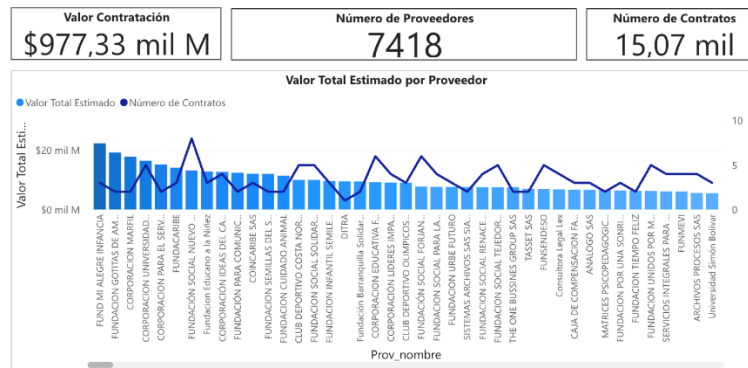 Valor Contratación
$977,33 mil M
Número de Proveedores
7418
Número de Contratos
15,07 mil
Valor Total Estimado por Proveedor
Valor Total Estimado
Número de Contratos
Valor Total Esti...
$20 mil M
$0 mil M
10
5
0
FUND MI ALEGRE INFANCIA
FUNDACION GOTITAS DE AM...
CORPORACION MARFIL
CORPORACION UNIVERSIDAD...
CORPORACION PARA EL SERV...
FUNDACARIBE
FUNDACIÓN SOCIAL NUEVO ...
Fundacion Educano a la Niñez
CORPORACION IDEAS DEL CA...
FUNDACION PARA COMUNIC...
COINCARIBE SAS
FUNDACION SEMILLAS DEL S...
FUNDACION CUIDADO ANIMAL
CLUB DEPORTIVO COSTA NOR...
FUNDACION SOCIAL SOLIDAR...
FUNDACION INFANTIL SEMILE...
DITRA
Fundación Barranquilla Solidar...
CORPORACION EDUCATIVA F...
CORPORACION LIDERES IMPA...
CLUB DEPORTIVO OLIMPICOS...
FUNDACIÓN SOCIAL FORJAN...
FUNDACION SOCIAL PARA LA...
FUNDACION URBE FUTURO
SISTEMAS ARCHIVOS SAS SIA...
FUNDACION SOCIAL RENACE...
FUNDACION SOCIAL TEJEDOR...
THE ONE BUSSINES GROUP SAS
TASSET SAS
FUNSENDESO
Consultora Legal Lex
CAJA DE COMPENSACION FA...
ANALOGO SAS
MATRICES PSICOPEDAGOGIC...
FUNDACION POR UNA SONRI...
FUNDACION TIEMPO FELIZ
FUNDACION UNIDOS POR M...
SERVICIOS INTEGRALES PARA ...
FUNMEVI
ARCHIVOS PROCESOS SAS
Universidad Simón Bolívar
Prov_nombre